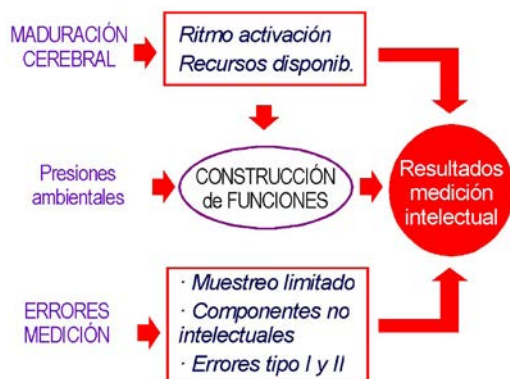 MADURACIÓN
CEREBRAL
Ritmo activación
Recursos disponib.
Presiones
ambientales
CONSTRUCCIÓN
de FUNCIONES
Resultados
medición
intelectual
ERRORES
MEDICIÓN
· Muestreo limitado
· Componentes no
intelectuales
· Errores tipo I y II